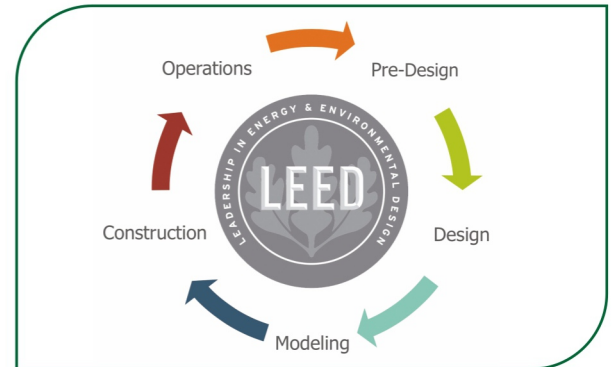 Operations
Pre-Design
LEADERSHIP IN ENERGY & ENVIRONMENTAL DESIGN
LEED
Construction
Design
Modeling